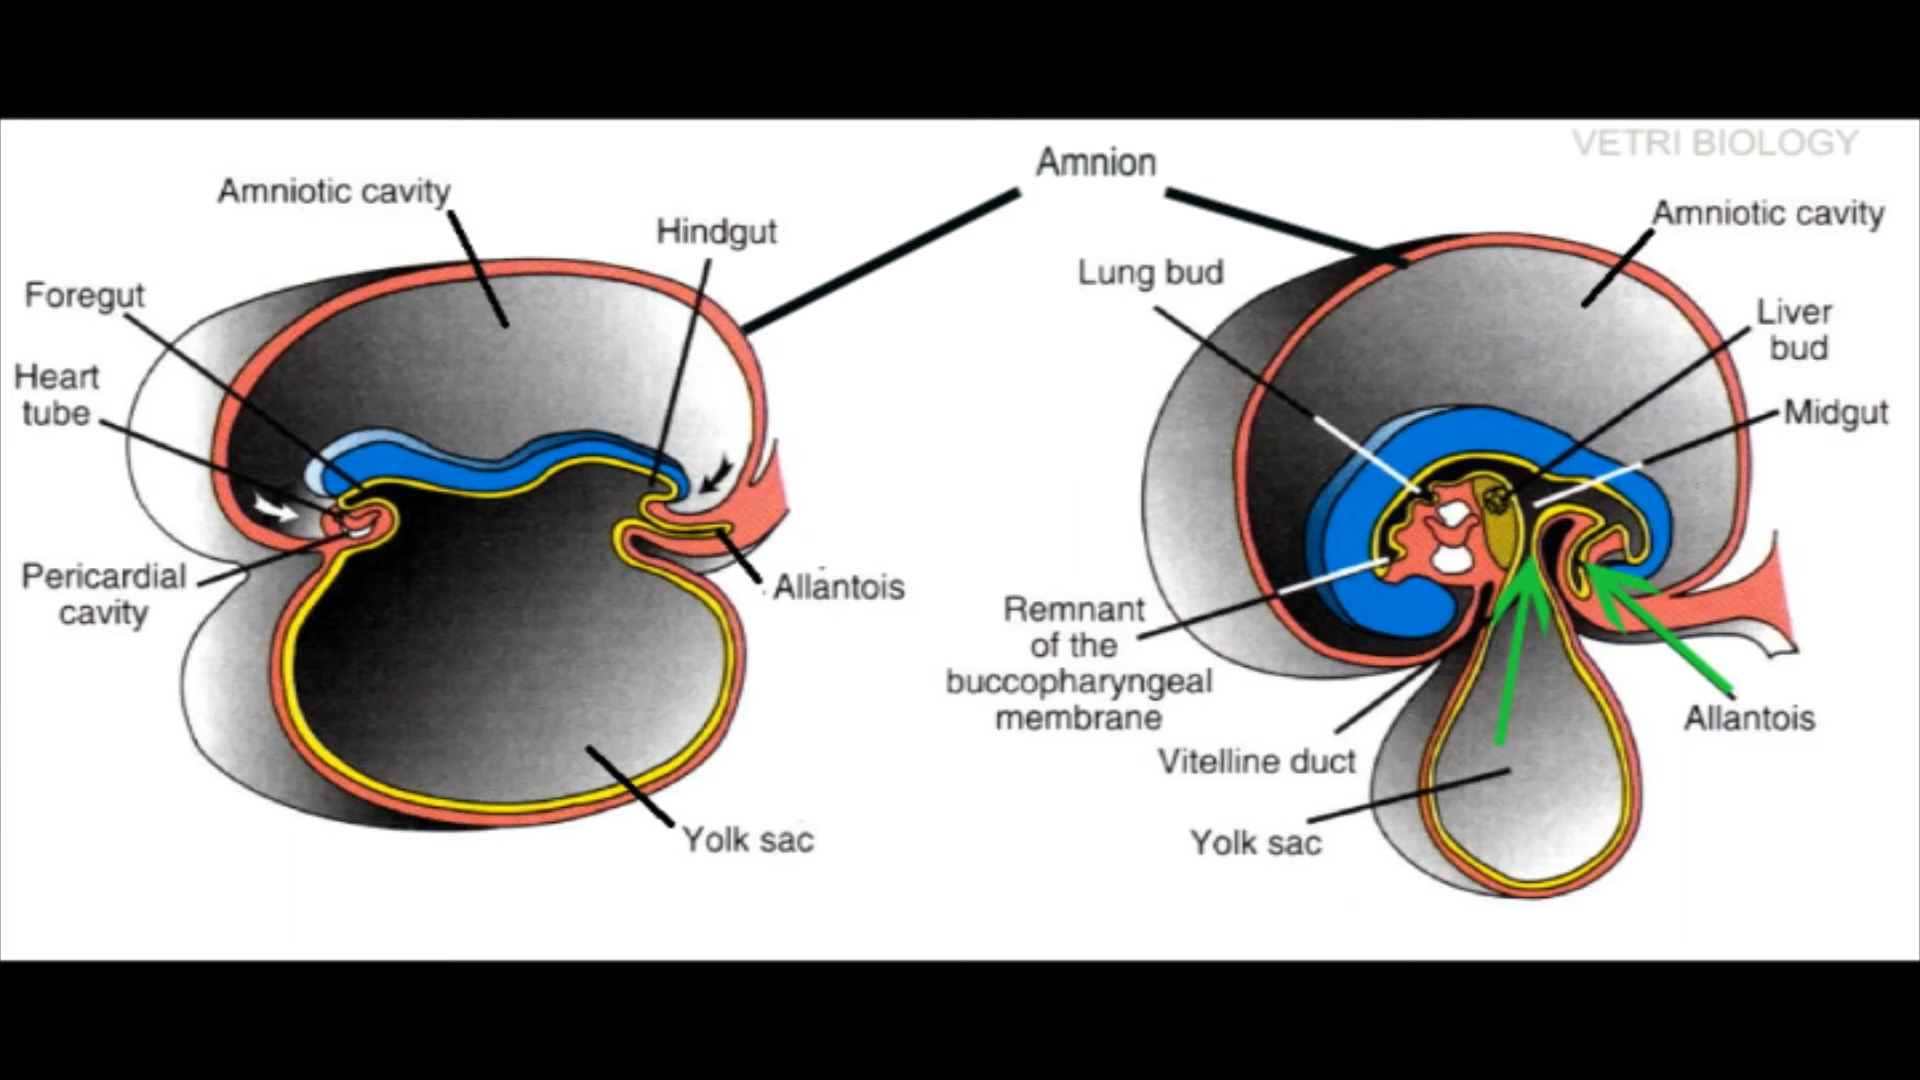 VETRI BIOLOGY
Amnion
Amniotic cavity
Hindgut
Foregut
Heart
tube
Pericardial
cavity
Allantois
Yolk sac
Amniotic cavity
Lung bud
Liver
bud
Midgut
Remnant
of the
buccopharyngeal
membrane
Vitelline duct
Allantois
Yolk sac